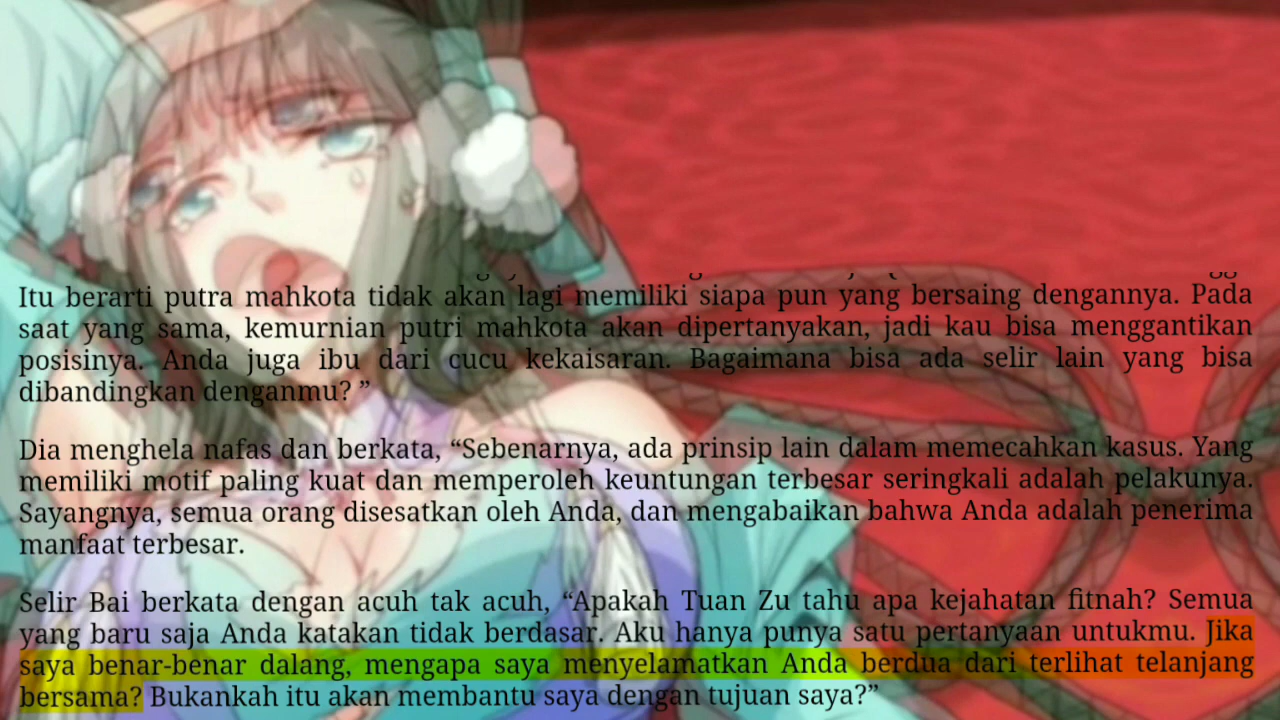 Itu berarti putra mahkota tidak akan lagi memiliki siapa pun yang bersaing dengannya. Pada
saat yang sama, kemurnian putri mahkota akan dipertanyakan, jadi kau bisa menggantikan
posisinya. Anda juga ibu dari cucu kekaisaran. Bagaimana bisa ada selir lain yang bisa
dibandingkan denganmu? ”
Dia menghela nafas dan berkata, “Sebenarnya, ada prinsip lain dalam memecahkan kasus. Yang
memiliki motif paling kuat dan memperoleh keuntungan terbesar seringkali adalah pelakunya.
Sayangnya, semua orang disesatkan oleh Anda, dan mengabaikan bahwa Anda adalah penerima
manfaat terbesar.
Selir Bai berkata dengan acuh tak acuh, “Apakah Tuan Zu tahu apa kejahatan fitnah? Semua
yang baru saja Anda katakan tidak berdasar. Aku hanya punya satu pertanyaan untukmu. Jika
saya benar-benar dalang, mengapa saya menyelamatkan Anda berdua dari terlihat telanjang
bersama? Bukankah itu akan membantu saya dengan tujuan saya?”